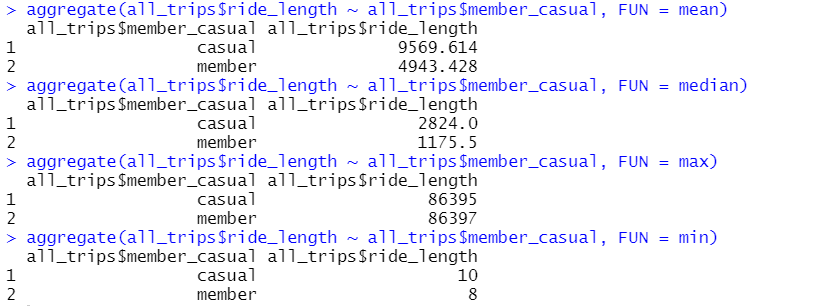 > aggregate(all_trips$ride_length ~ all_trips$member_casual, FUN = mean)
  all_trips$member_casual all_trips$ride_length
1                  casual              9569.614
2                  member              4943.428
> aggregate(all_trips$ride_length ~ all_trips$member_casual, FUN = median)
  all_trips$member_casual all_trips$ride_length
1                  casual                2824.0
2                  member                1175.5
> aggregate(all_trips$ride_length ~ all_trips$member_casual, FUN = max)
  all_trips$member_casual all_trips$ride_length
1                  casual                 86395
2                  member                 86397
> aggregate(all_trips$ride_length ~ all_trips$member_casual, FUN = min)
  all_trips$member_casual all_trips$ride_length
1                  casual                    10
2                  member                     8